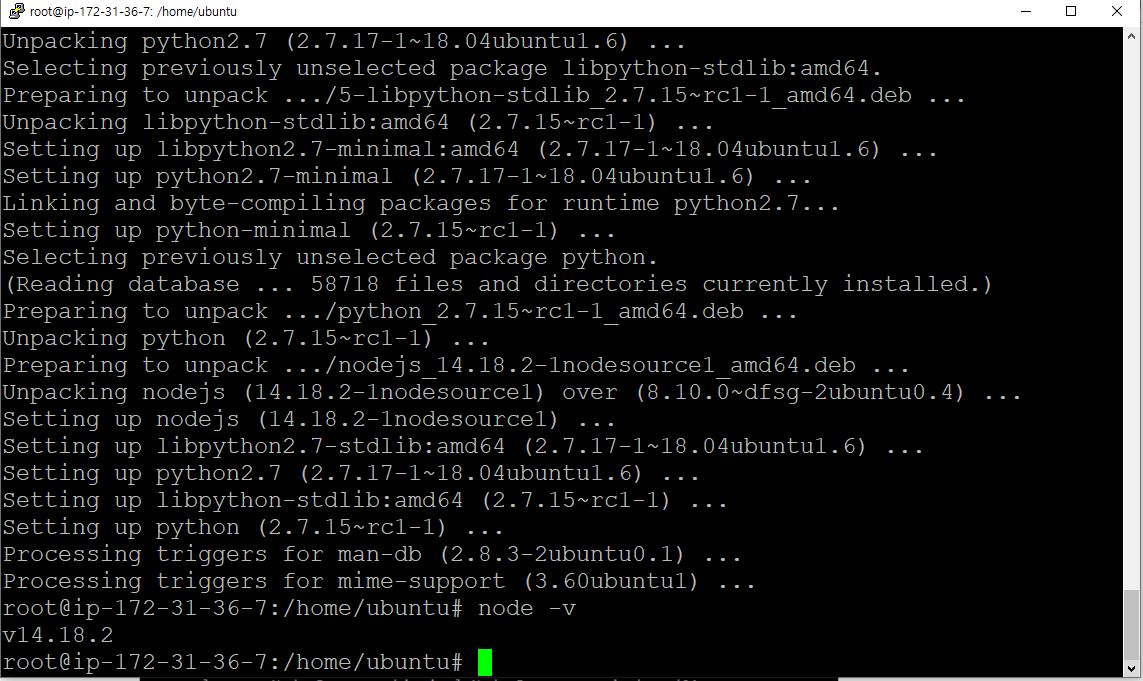 root@ip-172-31-36-7: /home/ubuntu
Unpacking python2.7 (2.7.17-1~18.04ubuntu1.6) ...
Selecting previously unselected package libpython-stdlib:amd64.
Preparing to unpack .../5-libpython-stdlib_2.7.15~rc1-1_amd64.deb ...
Unpacking libpython-stdlib:amd64 (2.7.15~rc1-1) ...
Setting up libpython2.7-minimal:amd64 (2.7.17-1~18.04ubuntu1.6) ...
Setting up python2.7-minimal (2.7.17-1~18.04ubuntu1.6) ...
Linking and byte-compiling packages for runtime python2.7...
Setting up python-minimal (2.7.15~rc1-1) ...
Selecting previously unselected package python.
(Reading database ... 58718 files and directories currently installed.)
Preparing to unpack .../python_2.7.15~rc1-1_amd64.deb ...
Unpacking python (2.7.15~rc1-1) ...
Preparing to unpack .../nodejs_14.18.2-1nodesource1_amd64.deb ...
Unpacking nodejs (14.18.2-1nodesource1) over (8.10.0~dfsg-2ubuntu0.4) ...
Setting up nodejs (14.18.2-1nodesource1) ...
Setting up libpython2.7-stdlib:amd64 (2.7.17-1~18.04ubuntu1.6) ...
Setting up python2.7 (2.7.17-1~18.04ubuntu1.6) ...
Setting up libpython-stdlib:amd64 (2.7.15~rc1-1) ...
Setting up python (2.7.15~rc1-1) ...
Processing triggers for man-db (2.8.3-2ubuntu0.1) ...
Processing triggers for mime-support (3.60ubuntu1) ...
root@ip-172-31-36-7:/home/ubuntu# node -v
v14.18.2
root@ip-172-31-36-7:/home/ubuntu#